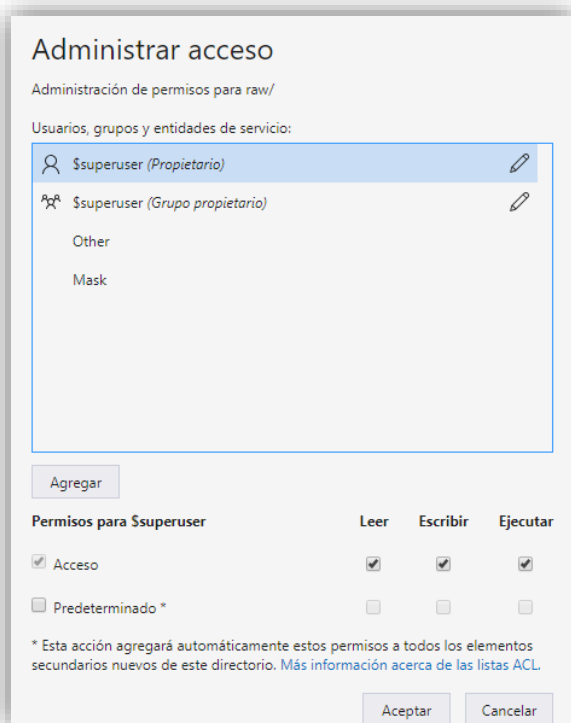 Administrar acceso
Administración de permisos para raw/
Usuarios, grupos y entidades de servicio:
$superuser (Propietario)
$superuser (Grupo propietario)
Other
Mask
Agregar
Permisos para $superuser Leer Escribir Ejecutar
Acceso
Predeterminado *
* Esta acción agregará automáticamente estos permisos a todos los elementos
secundarios nuevos de este directorio. Más información acerca de las listas ACL.
Aceptar Cancelar